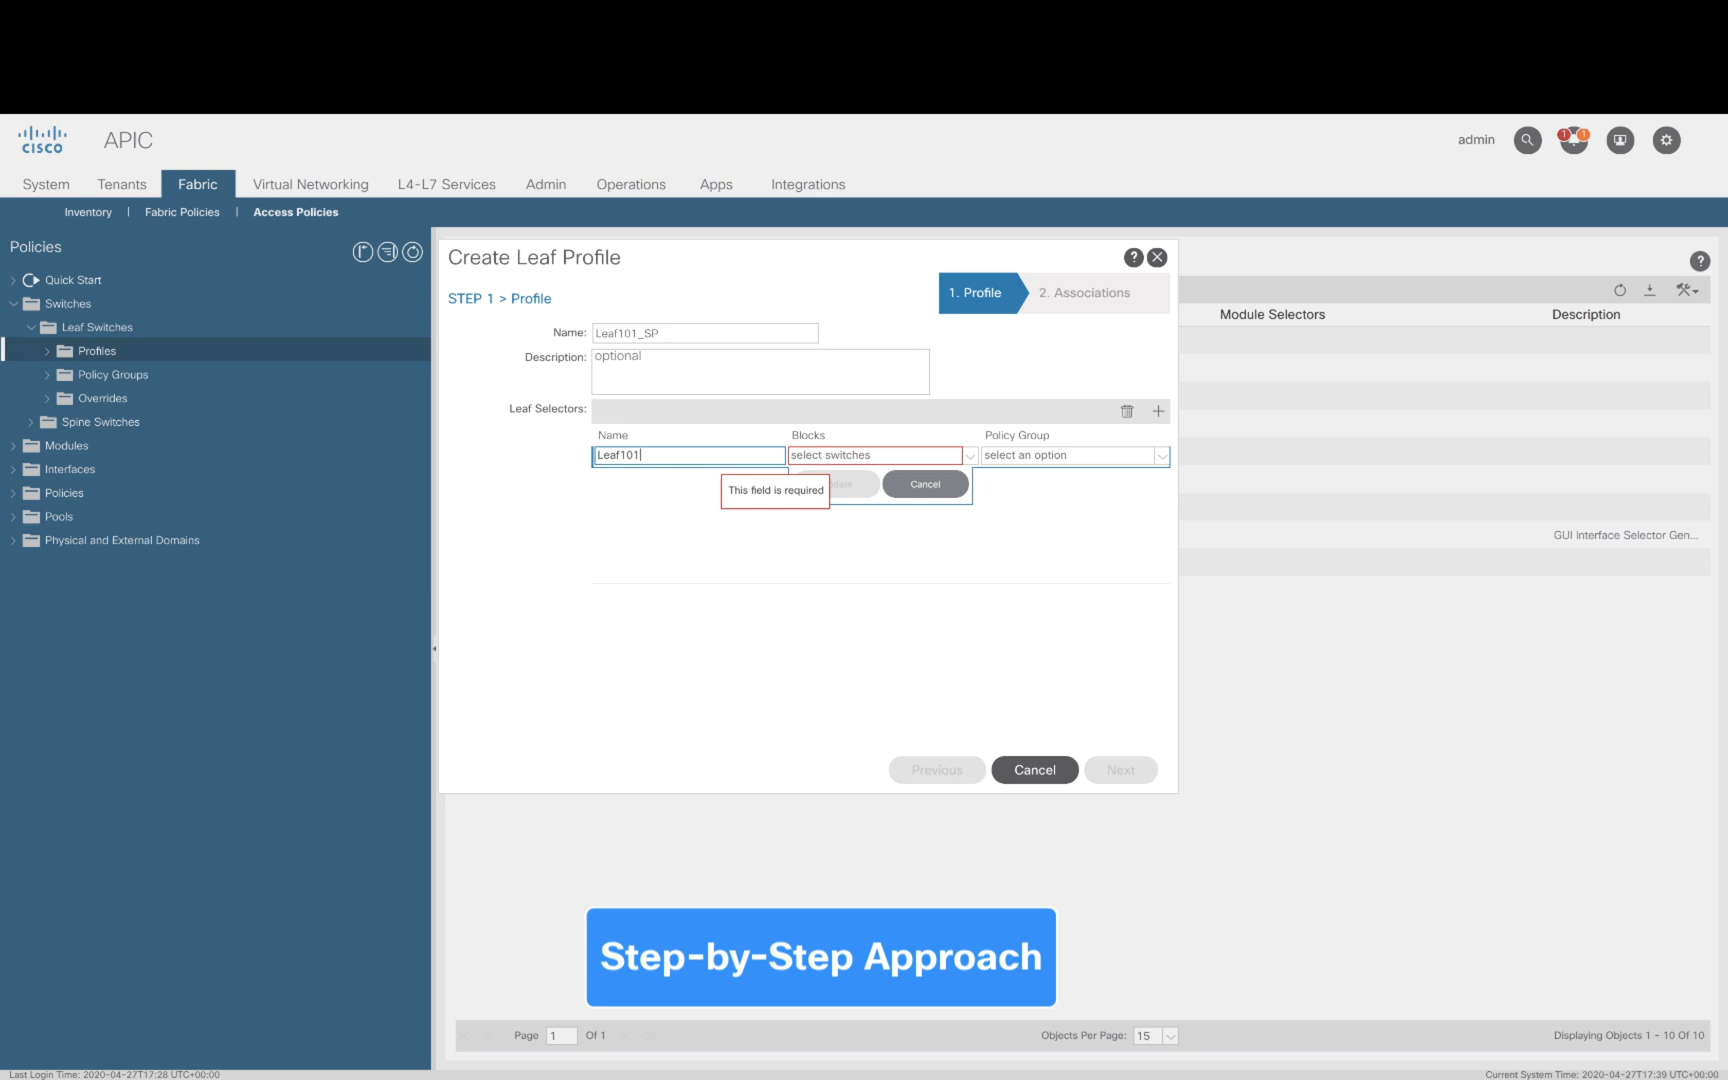 CISCO
APIC
admin
1
1
System
Tenants
Fabric
Virtual Networking
L4-L7 Services
Admin
Operations
Apps
Integrations
Inventory | Fabric Policies | Access Policies
Policies
Quick Start
Switches
Leaf Switches
Profiles
Policy Groups
Overrides
Spine Switches
Modules
Interfaces
Policies
Pools
Physical and External Domains
Create Leaf Profile
?
STEP 1 > Profile
1. Profile
2. Associations
Name: Leaf101_SP
Description: optional
Leaf Selectors:
Name
Blocks
Policy Group
Leaf101
select switches
select an option
This field is required
Cancel
Previous
Cancel
Next
?
Module Selectors
Description
GUI Interface Selector Gen...
Step-by-Step Approach
Page 1 Of 1
Objects Per Page: 15
Displaying Objects 1 - 10 Of 10
Last Login Time: 2020-04-27T17:28 UTC+00:00
Current System Time: 2020-04-27T17:39 UTC+00:00